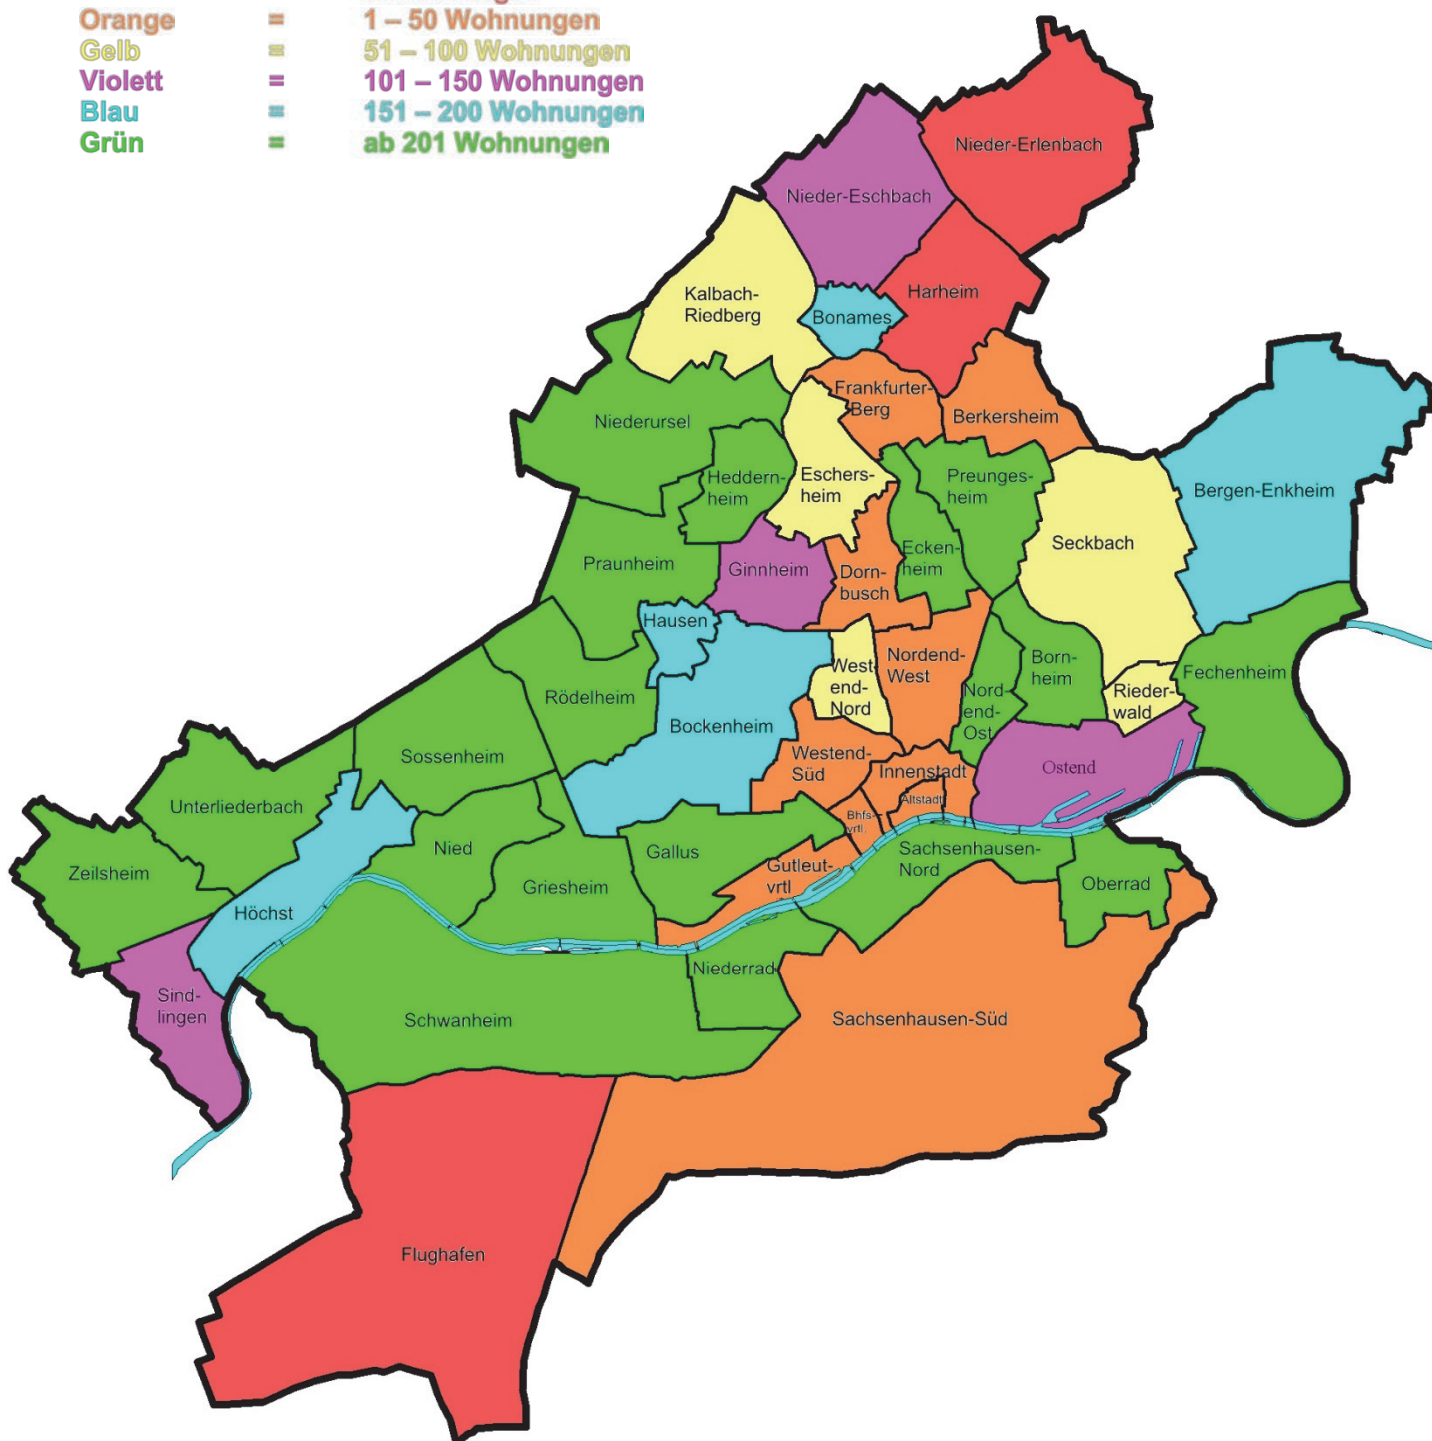 Orange = 1 – 50 Wohnungen
Gelb = 51 – 100 Wohnungen
Violett = 101 – 150 Wohnungen
Blau = 151 – 200 Wohnungen
Grün = ab 201 Wohnungen
Nieder-Erlenbach
Nieder-Eschbach
Harheim
Kalbach-
Riedberg
Bonames
Frankfurter-
Berg
Berkersheim
Niederursel
Heddern-
heim
Eschers-
heim
Preunges-
heim
Bergen-Enkheim
Seckbach
Praunheim
Ginnheim
Dorn-
busch
Ecken-
heim
Hausen
Nordend-
West
Born-
heim
West-
end-
Nord
Fechenheim
Rödelheim
Nord-
end-
Ost
Rieder-
wald
Bockenheim
Sossenheim
Westend-
Süd
Innenstadt
Ostend
Unterliederbach
Altstadt
Bhfs-
vrtl.
Nied
Gallus
Sachsenhausen-
Nord
Zeilsheim
Griesheim
Gutleut-
vrtl
Oberrad
Höchst
Niederrad
Sind-
lingen
Schwanheim
Sachsenhausen-Süd
Flughafen